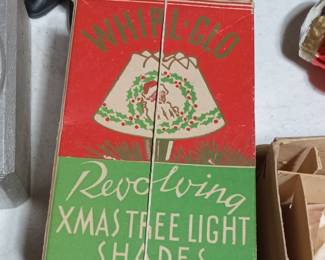 WHIRL-GLO
Revolving
XMAS TREE LIGHT
SHADES